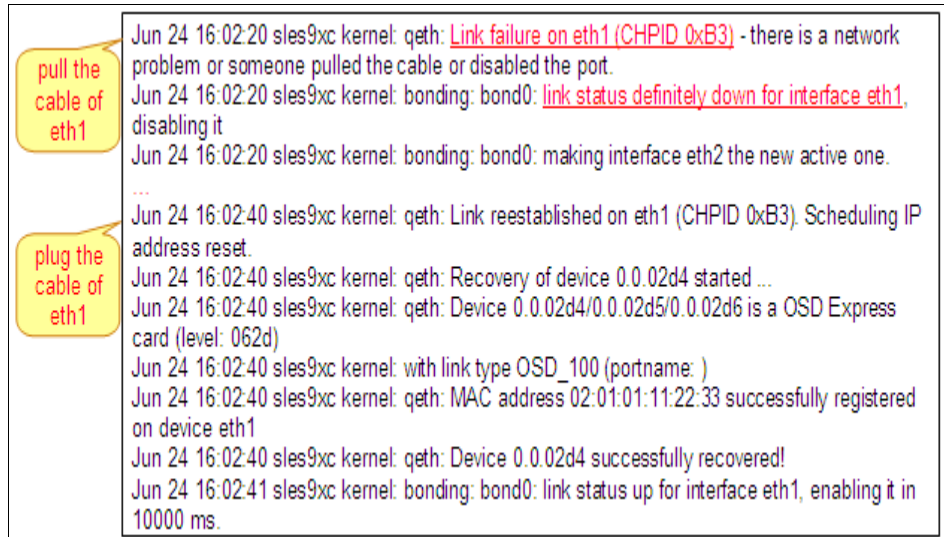 pull the
cable of
eth1
Jun 24 16:02:20 sles9xc kernel: qeth: Link failure on eth1 (CHPID 0xB3) - there is a network
problem or someone pulled the cable or disabled the port.
Jun 24 16:02:20 sles9xc kernel: bonding: bond0: link status definitely down for interface eth1,
disabling it
Jun 24 16:02:20 sles9xc kernel: bonding: bond0: making interface eth2 the new active one.
...
plug the
cable of
eth1
Jun 24 16:02:40 sles9xc kernel: qeth: Link reestablished on eth1 (CHPID 0xB3). Scheduling IP
address reset.
Jun 24 16:02:40 sles9xc kernel: qeth: Recovery of device 0.0.02d4 started ...
Jun 24 16:02:40 sles9xc kernel: qeth: Device 0.0.02d4/0.0.02d5/0.0.02d6 is a OSD Express
card (level: 062d)
Jun 24 16:02:40 sles9xc kernel: with link type OSD_100 (portname: )
Jun 24 16:02:40 sles9xc kernel: qeth: MAC address 02:01:01:11:22:33 successfully registered
on device eth1
Jun 24 16:02:40 sles9xc kernel: qeth: Device 0.0.02d4 successfully recovered!
Jun 24 16:02:41 sles9xc kernel: bonding: bond0: link status up for interface eth1, enabling it in
10000 ms.